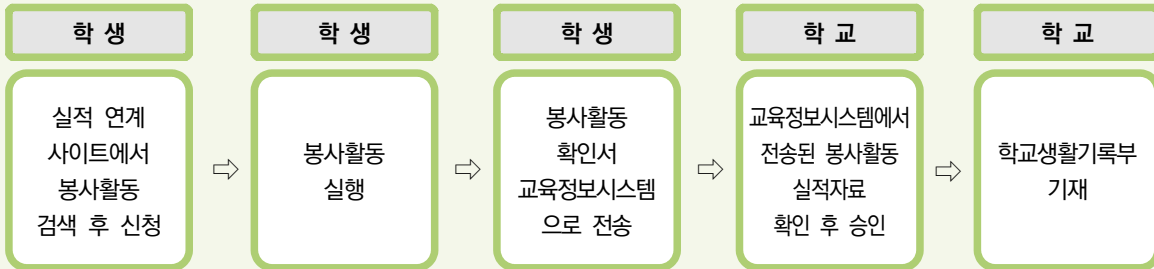 학 생
실적 연계
사이트에서
봉사활동
검색 후 신청
⇨
학 생
봉사활동
실행
⇨
학 생
봉사활동
확인서
교육정보시스템
으로 전송
⇨
학 교
교육정보시스템에서
전송된 봉사활동
실적자료
확인 후 승인
⇨
학 교
학교생활기록부
기재